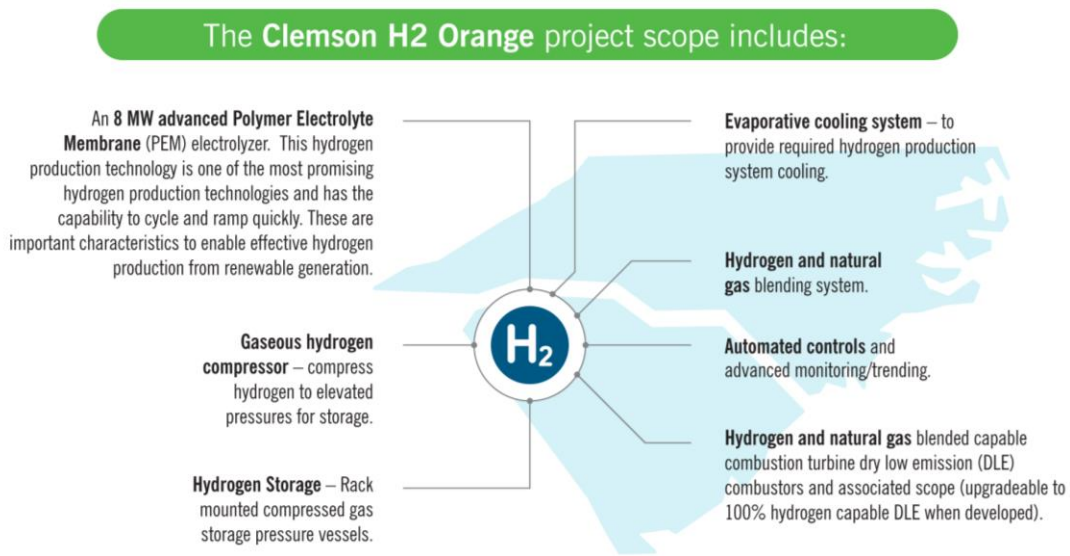 The Clemson H2 Orange project scope includes:
An 8 MW advanced Polymer Electrolyte
Membrane (PEM) electrolyzer. This hydrogen
production technology is one of the most promising
hydrogen production technologies and has the
capability to cycle and ramp quickly. These are
important characteristics to enable effective hydrogen
production from renewable generation.
Gaseous hydrogen
compressor – compress
hydrogen to elevated
pressures for storage.
Hydrogen Storage – Rack
mounted compressed gas
storage pressure vessels.
H2
Evaporative cooling system – to
provide required hydrogen production
system cooling.
Hydrogen and natural
gas blending system.
Automated controls and
advanced monitoring/trending.
Hydrogen and natural gas blended capable
combustion turbine dry low emission (DLE)
combustors and associated scope (upgradeable to
100% hydrogen capable DLE when developed).